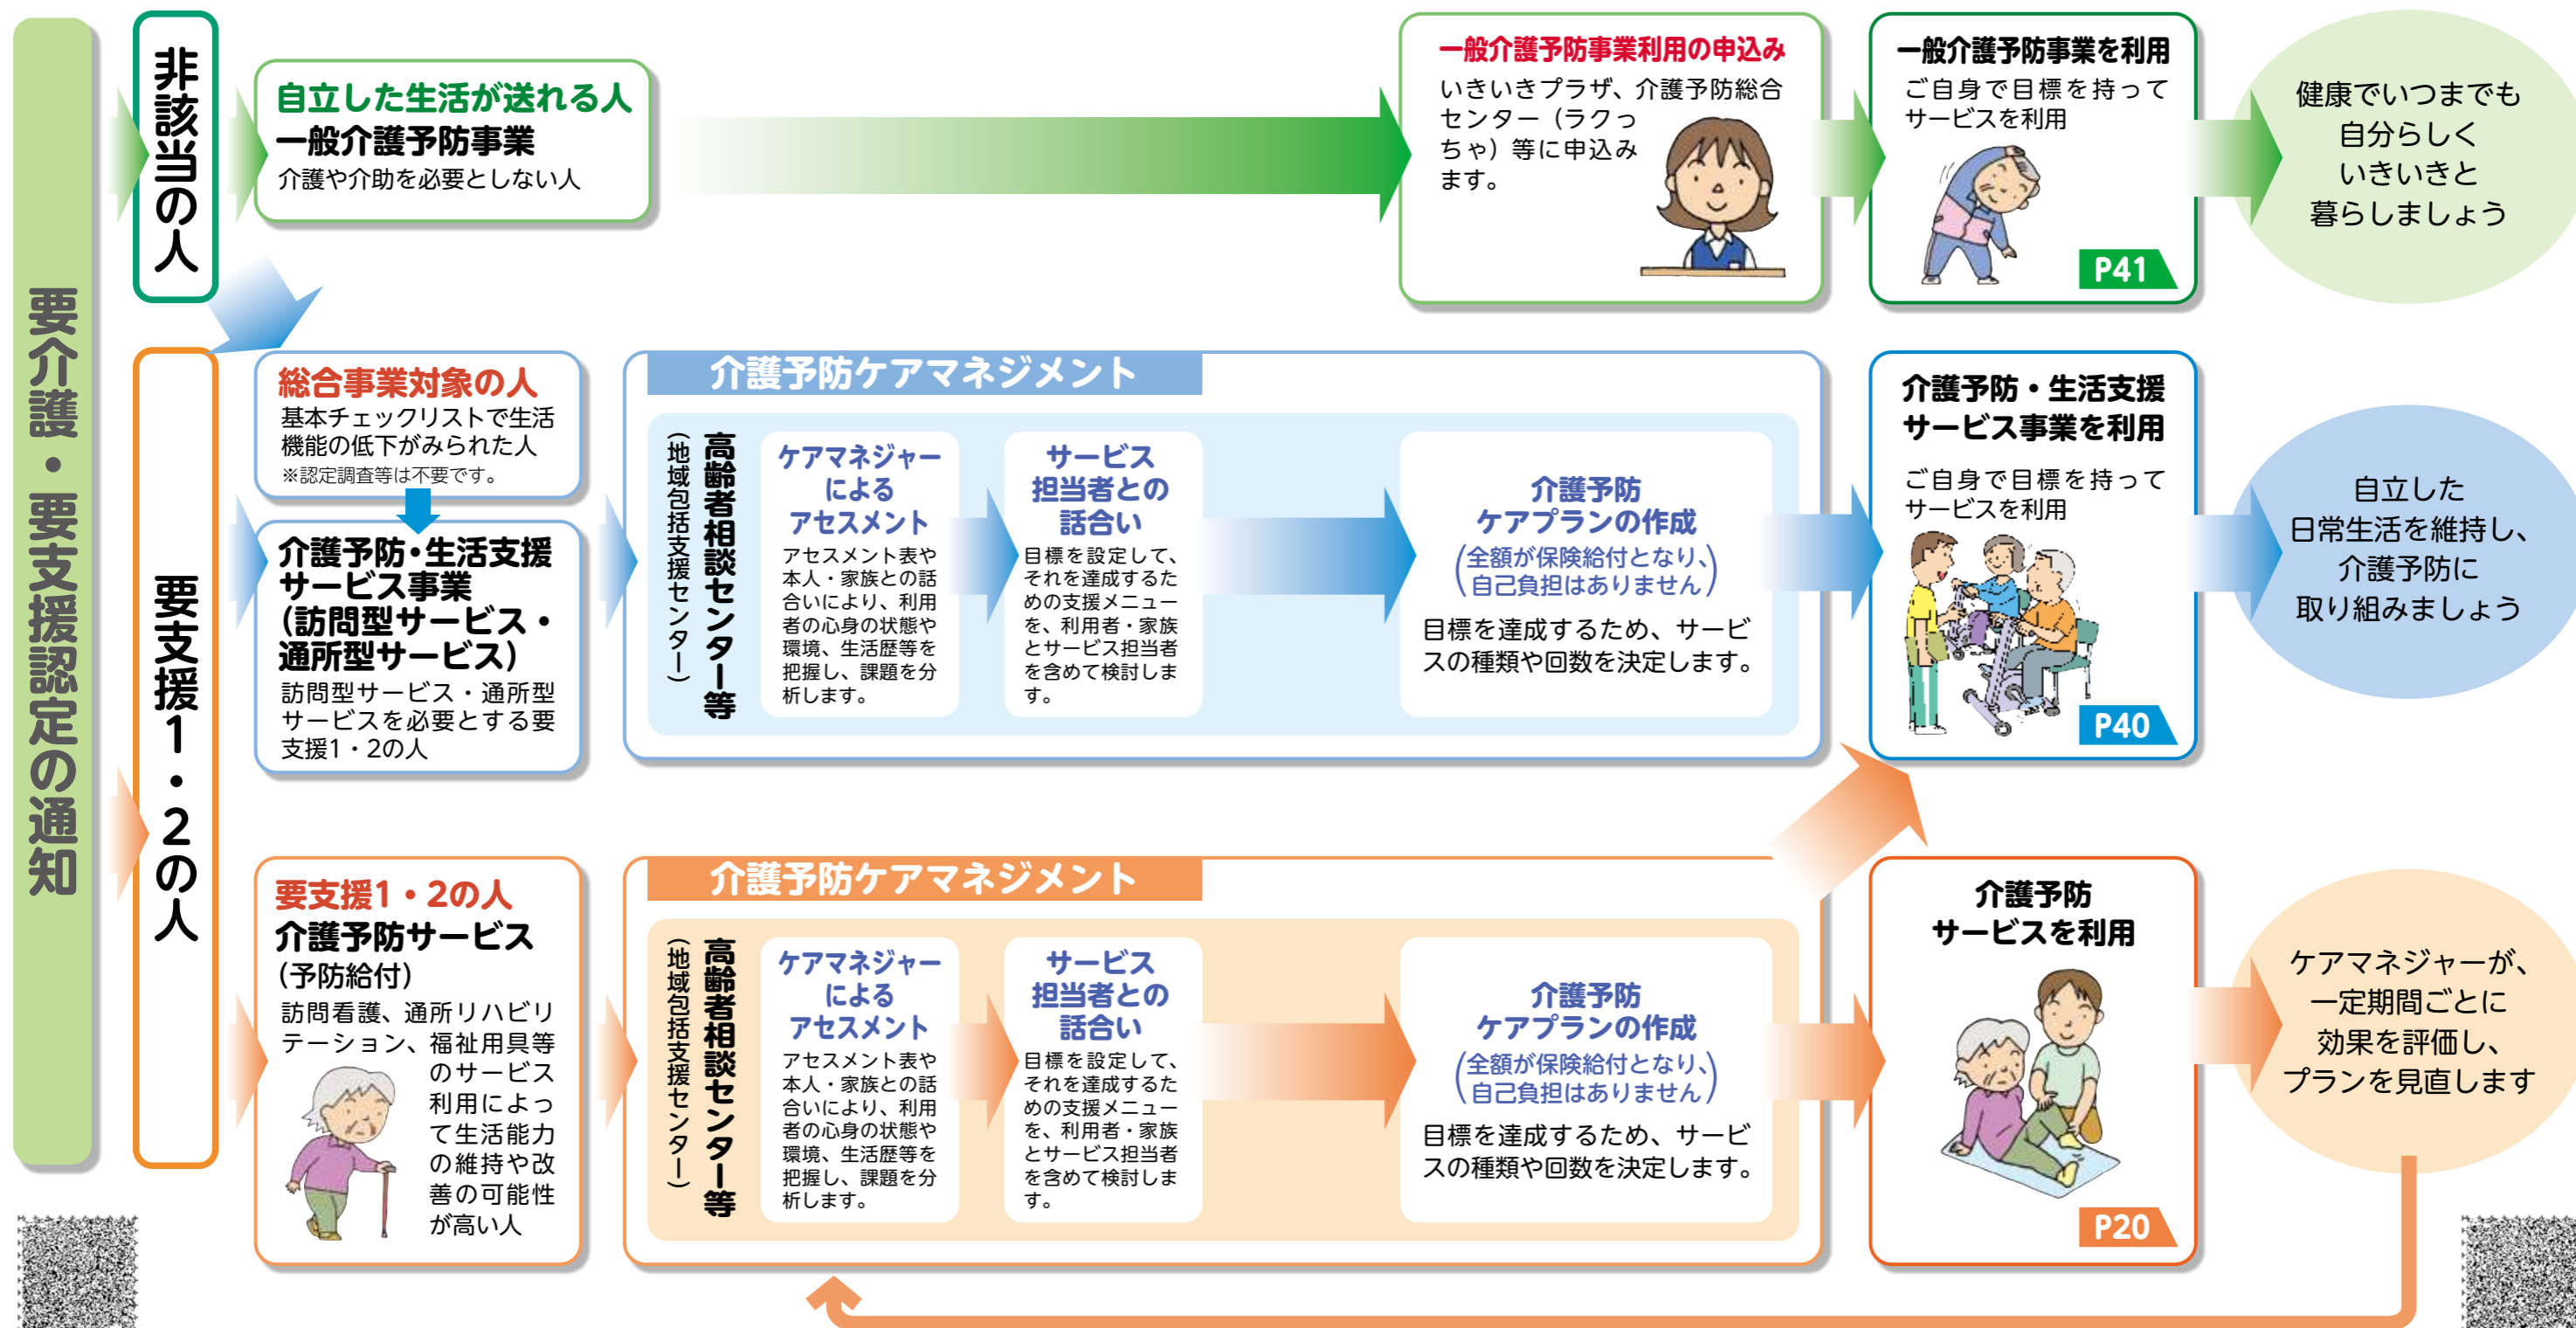 要介護・要支援認定の通知
非該当の人
自立した生活が送れる人
一般介護予防事業
介護や介助を必要としない人
一般介護予防事業利用の申込み
いきいきプラザ、介護予防総合
センター（ラクっ
ちゃ）等に申込み
ます。
一般介護予防事業を利用
ご自身で目標を持って
サービスを利用
P41
健康でいつまでも
自分らしく
いきいきと
暮らしましょう
要支援1・2の人
総合事業対象の人
基本チェックリストで生活
機能の低下がみられた人
※認定調査等は不要です。
介護予防・生活支援
サービス事業
（訪問型サービス・
通所型サービス）
訪問型サービス・通所型
サービスを必要とする要
支援1・2の人
介護予防ケアマネジメント
高齢者相談センター等
（地域包括支援センター）
ケアマネジャー
による
アセスメント
アセスメント表や
本人・家族との話
合いにより、利用
者の心身の状態や
環境、生活歴等を
把握し、課題を分
析します。
サービス
担当者との
話合い
目標を設定して、
それを達成するた
めの支援メニュー
を、利用者・家族
とサービス担当者
を含めて検討しま
す。
介護予防
ケアプランの作成
（全額が保険給付となり、
自己負担はありません）
目標を達成するため、サービ
スの種類や回数を決定します。
介護予防・生活支援
サービス事業を利用
ご自身で目標を持って
サービスを利用
P40
自立した
日常生活を維持し、
介護予防に
取り組みましょう
要支援1・2の人
介護予防サービス
（予防給付）
訪問看護、通所リハビリ
テーション、福祉用具等
のサービス
利用によっ
て生活能力
の維持や改
善の可能性
が高い人
介護予防ケアマネジメント
高齢者相談センター等
（地域包括支援センター）
ケアマネジャー
による
アセスメント
アセスメント表や
本人・家族との話
合いにより、利用
者の心身の状態や
環境、生活歴等を
把握し、課題を分
析します。
サービス
担当者との
話合い
目標を設定して、
それを達成するた
めの支援メニュー
を、利用者・家族
とサービス担当者
を含めて検討しま
す。
介護予防
ケアプランの作成
（全額が保険給付となり、
自己負担はありません）
目標を達成するため、サービ
スの種類や回数を決定します。
介護予防
サービスを利用
P20
ケアマネジャーが、
一定期間ごとに
効果を評価し、
プランを見直します